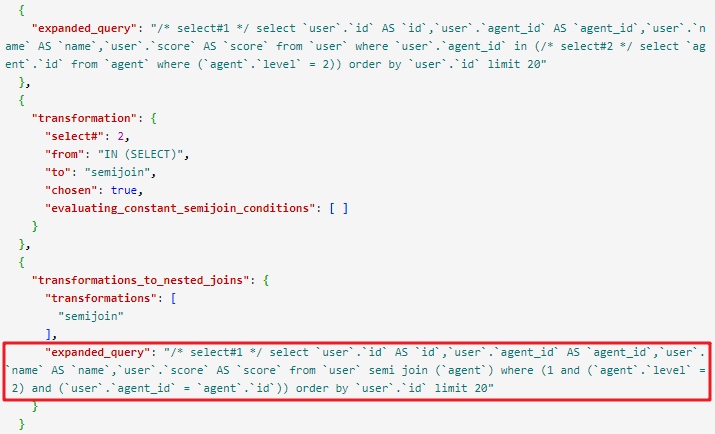 {
"expanded_query": "/* select#1 */ select `user`.`id` AS `id`,`user`.`agent_id` AS `agent_id`,`user`.`n
ame` AS `name`,`user`.`score` AS `score` from `user` where `user`.`agent_id` in (/* select#2 */ select `ag
ent`.`id` from `agent` where (`agent`.`level` = 2)) order by `user`.`id` limit 20"
},
{
"transformation": {
"select#": 2,
"from": "IN (SELECT)",
"to": "semijoin",
"chosen": true,
"evaluating_constant_semijoin_conditions": [ ]
}
},
{
"transformations_to_nested_joins": {
"transformations": [
"semijoin"
],
"expanded_query": "/* select#1 */ select `user`.`id` AS `id`,`user`.`agent_id` AS `agent_id`,`user`.
`name` AS `name`,`user`.`score` AS `score` from `user` semi join (`agent`) where (1 and (`agent`.`level` =
2) and (`user`.`agent_id` = `agent`.`id`)) order by `user`.`id` limit 20"
}
}